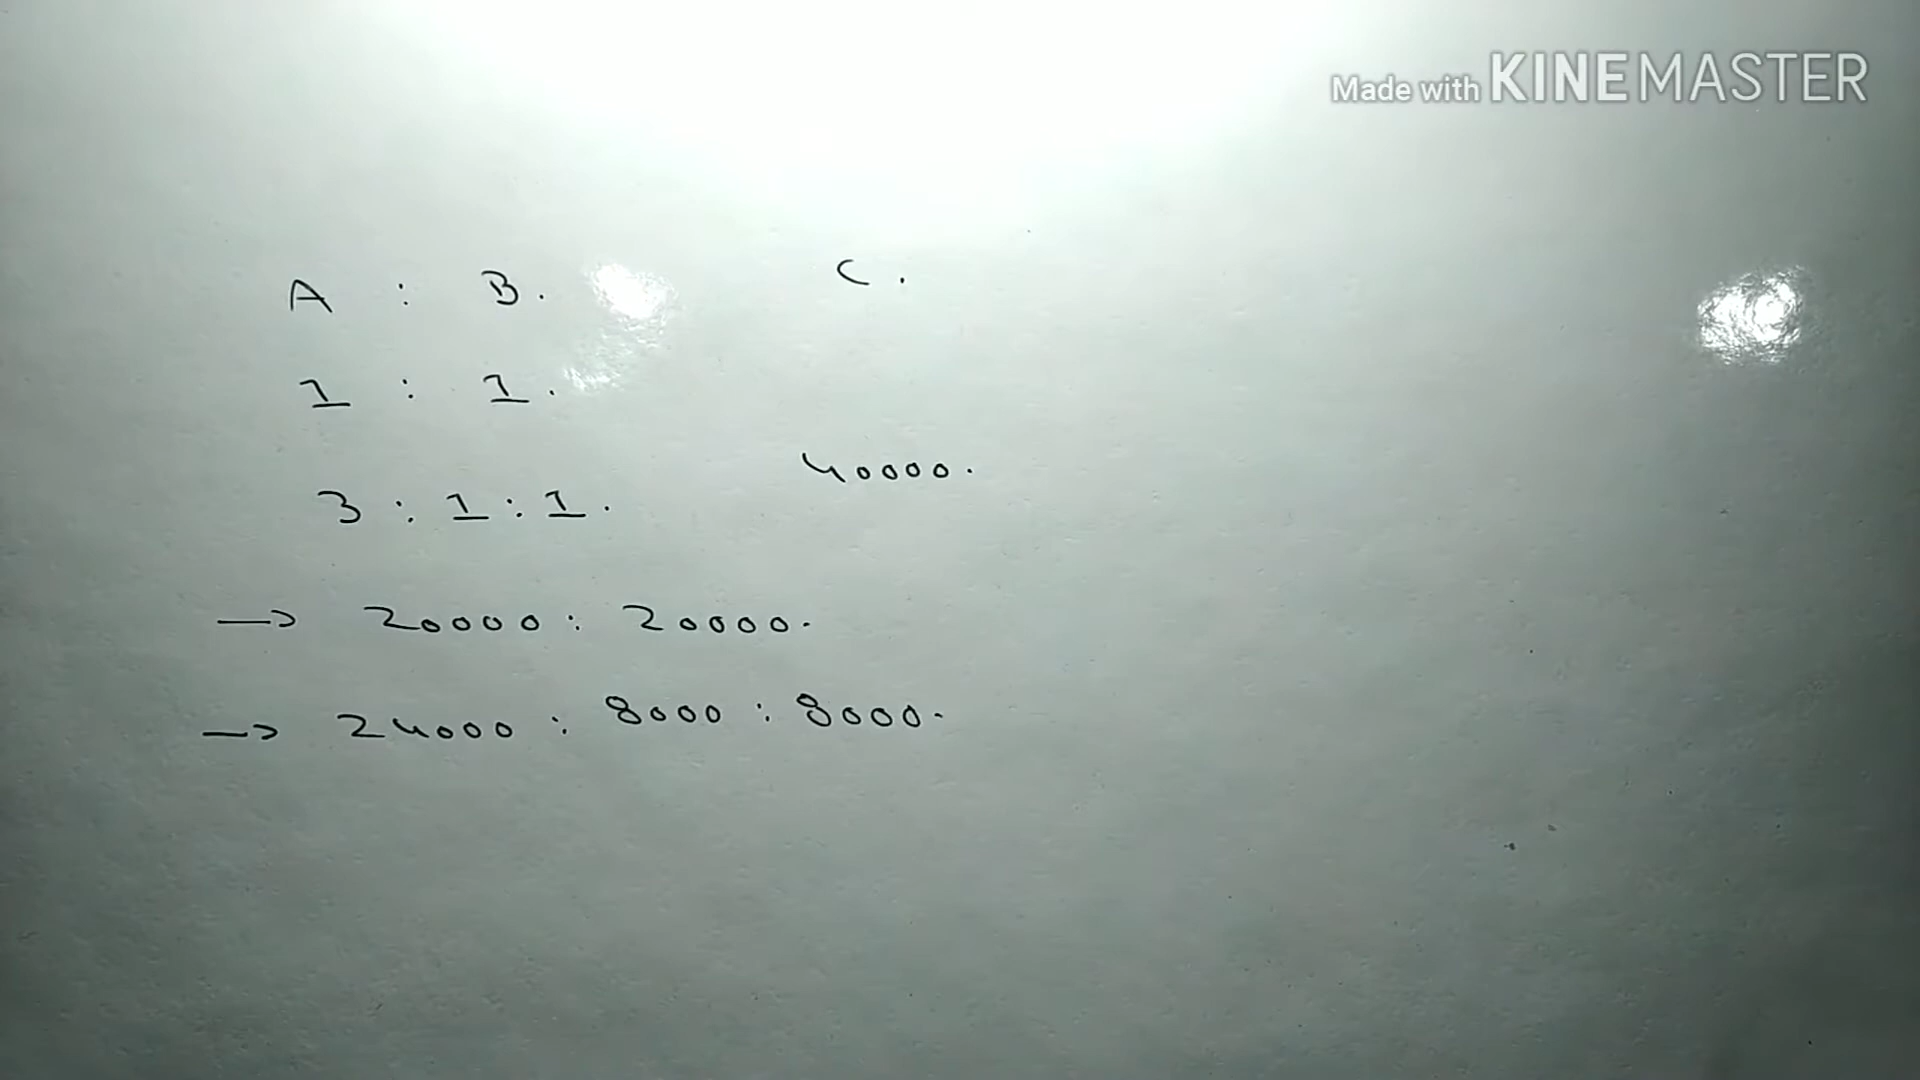 Made with KINEMASTER
A : B. C.
1 : 1.
40000.
3 : 1 : 1.
→ 20000 : 20000.
→ 24000 : 8000 : 8000.